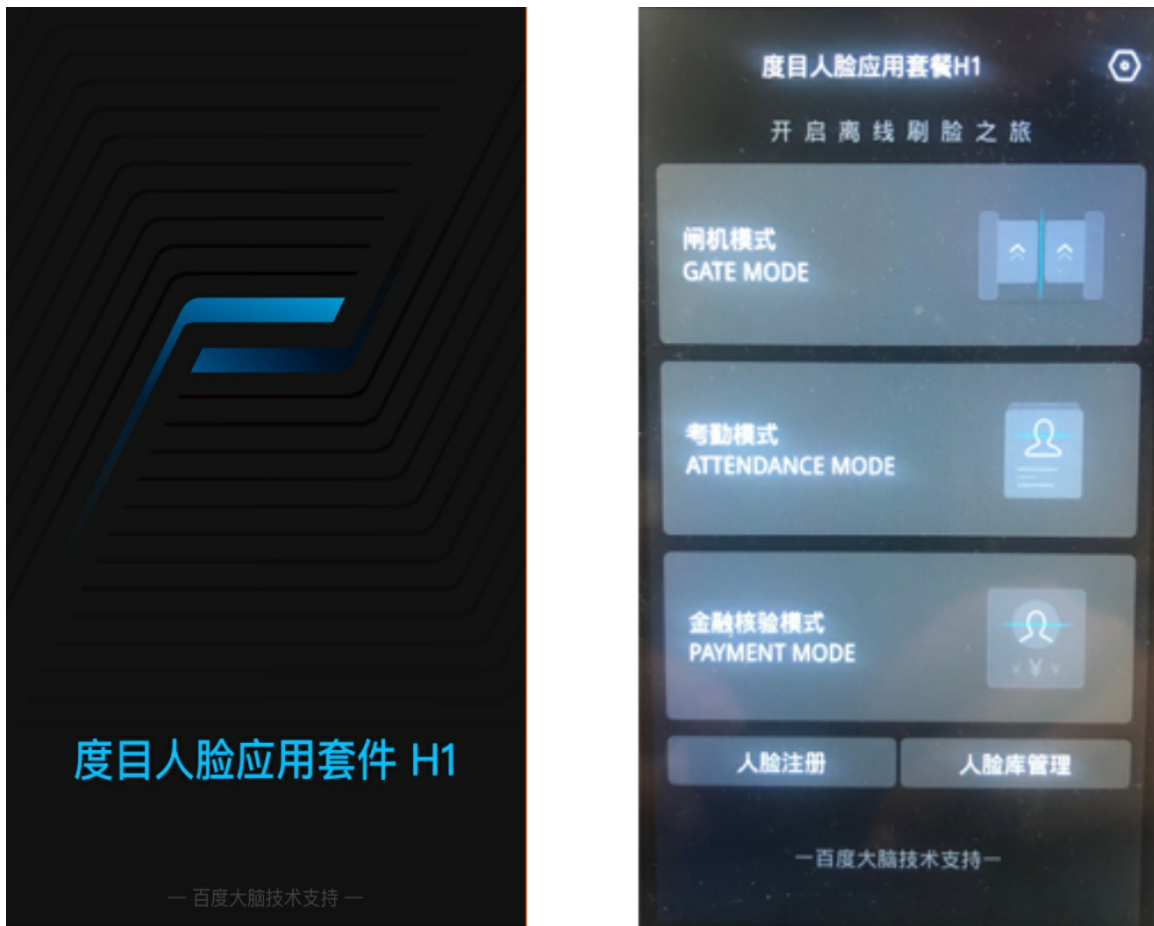 度目人脸应用套件 H1
— 百度大脑技术支持 —
度目人脸应用套餐H1
开启离线刷脸之旅
闸机模式
GATE MODE
考勤模式
ATTENDANCE MODE
金融核验模式
PAYMENT MODE
¥ ¥ ¥
人脸注册
人脸库管理
—百度大脑技术支持—